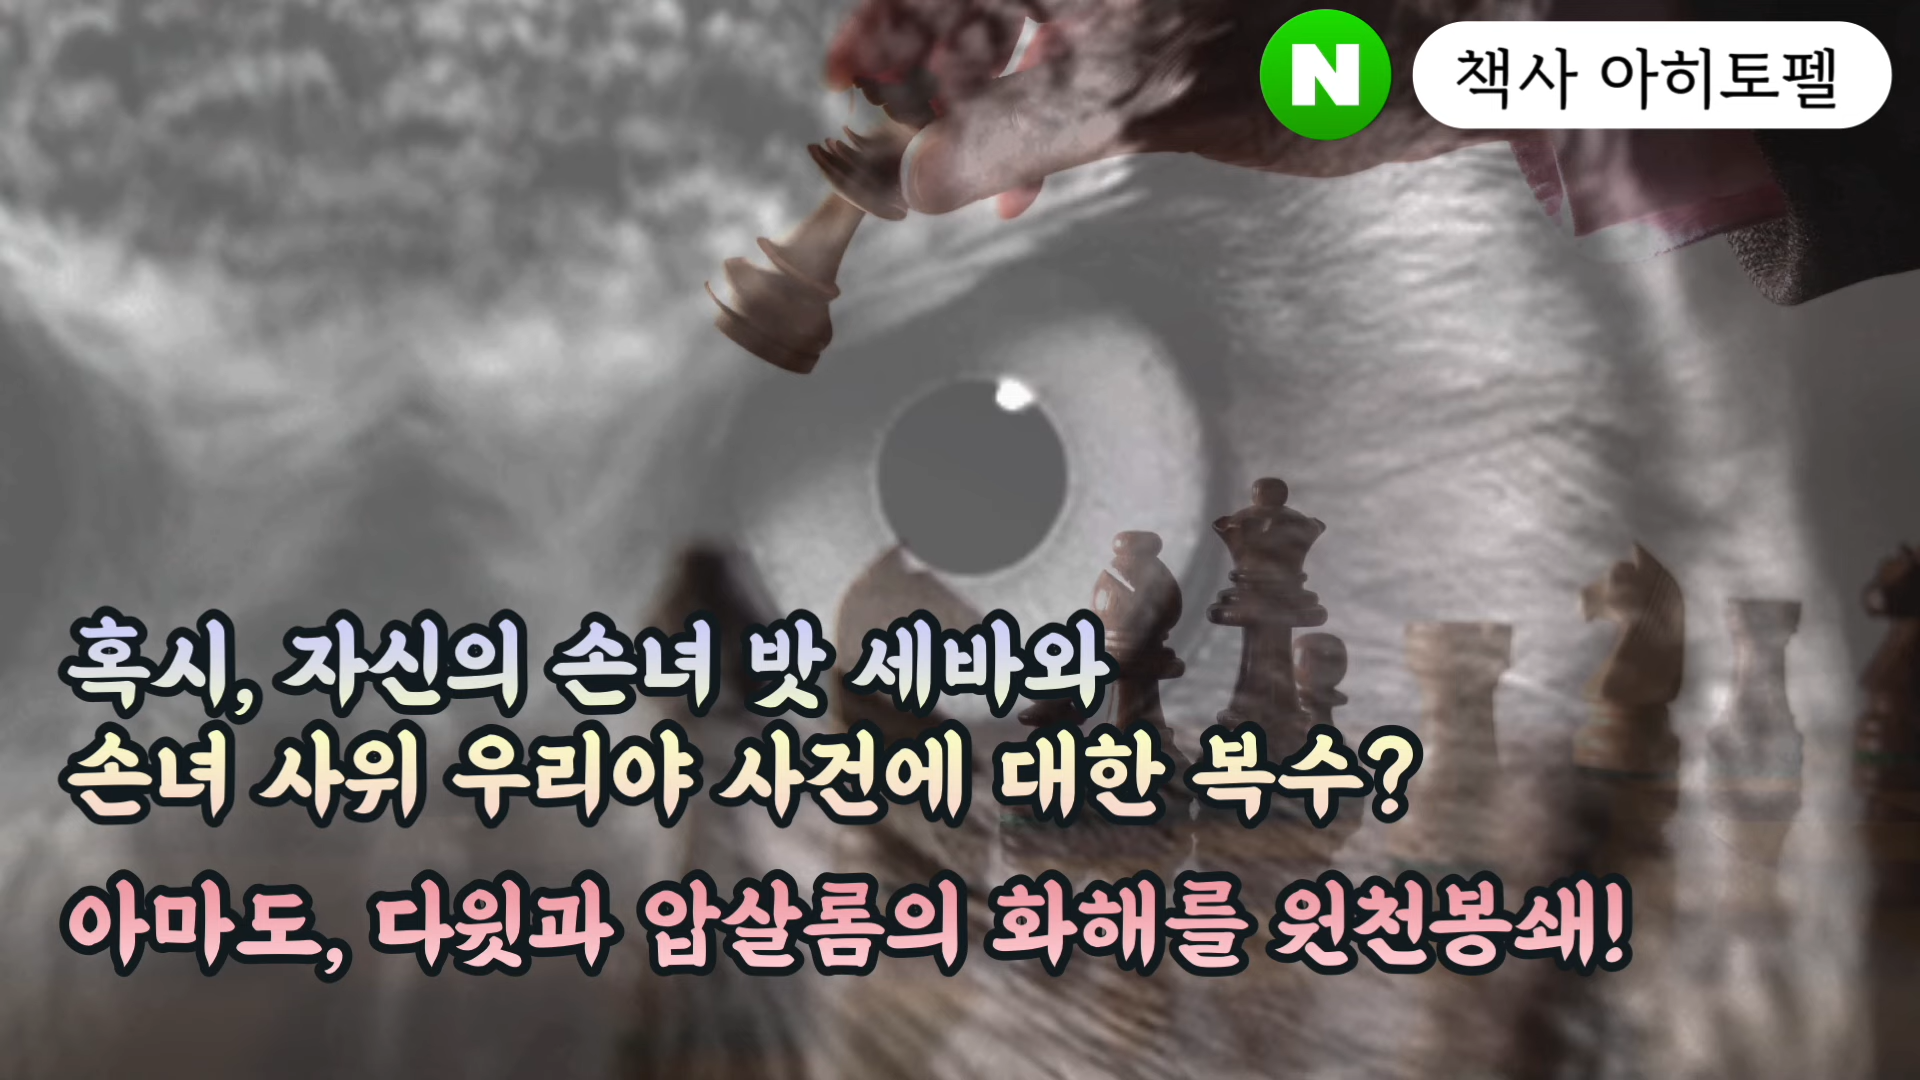 N 책사 아히토펠
혹시, 자신의 손녀 밧 세바와
손녀 사위 우리야 사건에 대한 복수?
아마도, 다윗과 압살롬의 화해를 원천봉쇄!